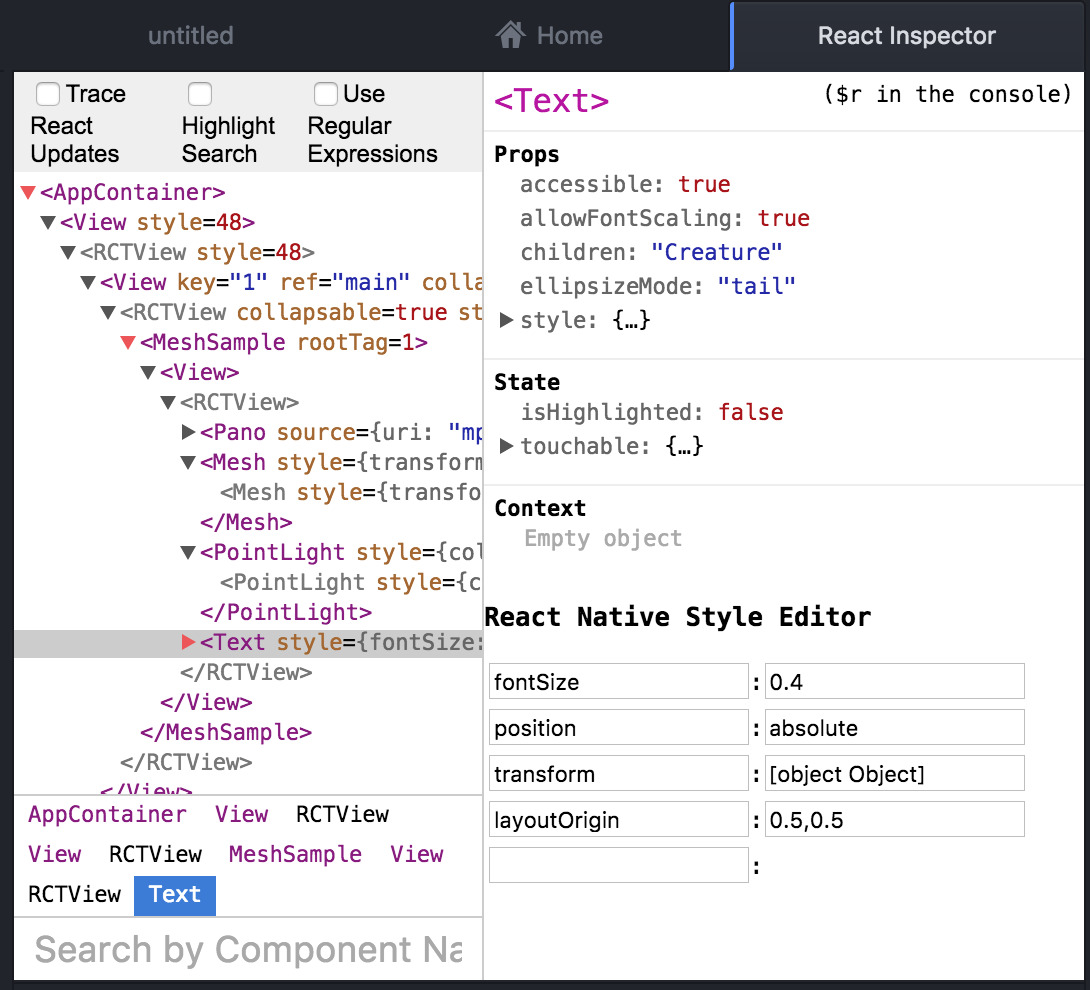 untitled
Home
React Inspector
Trace React Updates
Highlight Search
Use Regular Expressions
▼<AppContainer>
▼<View style=48>
▼<RCTView style=48>
▼<View key="1" ref="main" colla
▼<RCTView collapsable=true st
▼<MeshSample rootTag=1>
▼<View>
▼<RCTView>
▶<Pano source={uri: "mp
▼<Mesh style={transform
<Mesh style={transfo
</Mesh>
▼<PointLight style={col
<PointLight style={c
</PointLight>
▶<Text style={fontSize:
</RCTView>
</View>
</MeshSample>
</RCTView>
</View>
AppContainer View RCTView
View RCTView MeshSample View
RCTView Text
Search by Component Na
<Text>
($r in the console)
Props
accessible: true
allowFontScaling: true
children: "Creature"
ellipsizeMode: "tail"
▶style: {…}
State
isHighlighted: false
▶touchable: {…}
Context
Empty object
React Native Style Editor
fontSize : 0.4
position : absolute
transform : [object Object]
layoutOrigin : 0.5,0.5
: